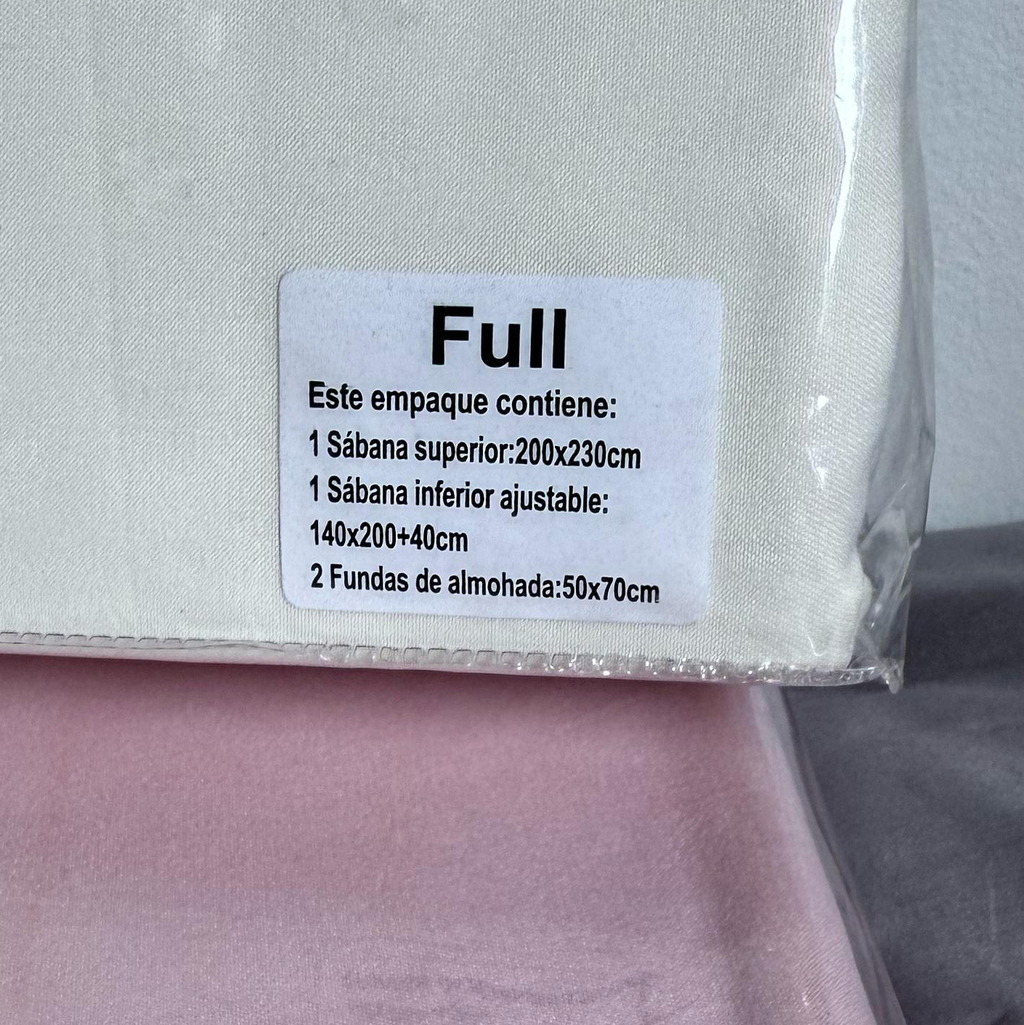 Full
Este empaque contiene:
1 Sábana superior:200x230cm
1 Sábana inferior ajustable:
140x200+40cm
2 Fundas de almohada:50x70cm